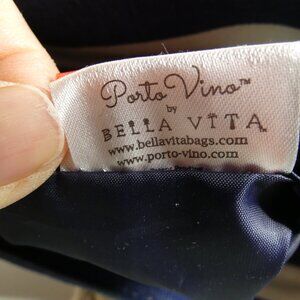 Porto Vino™
by
BELLA VITA
www.bellavitabags.com
www.porto-vino.com